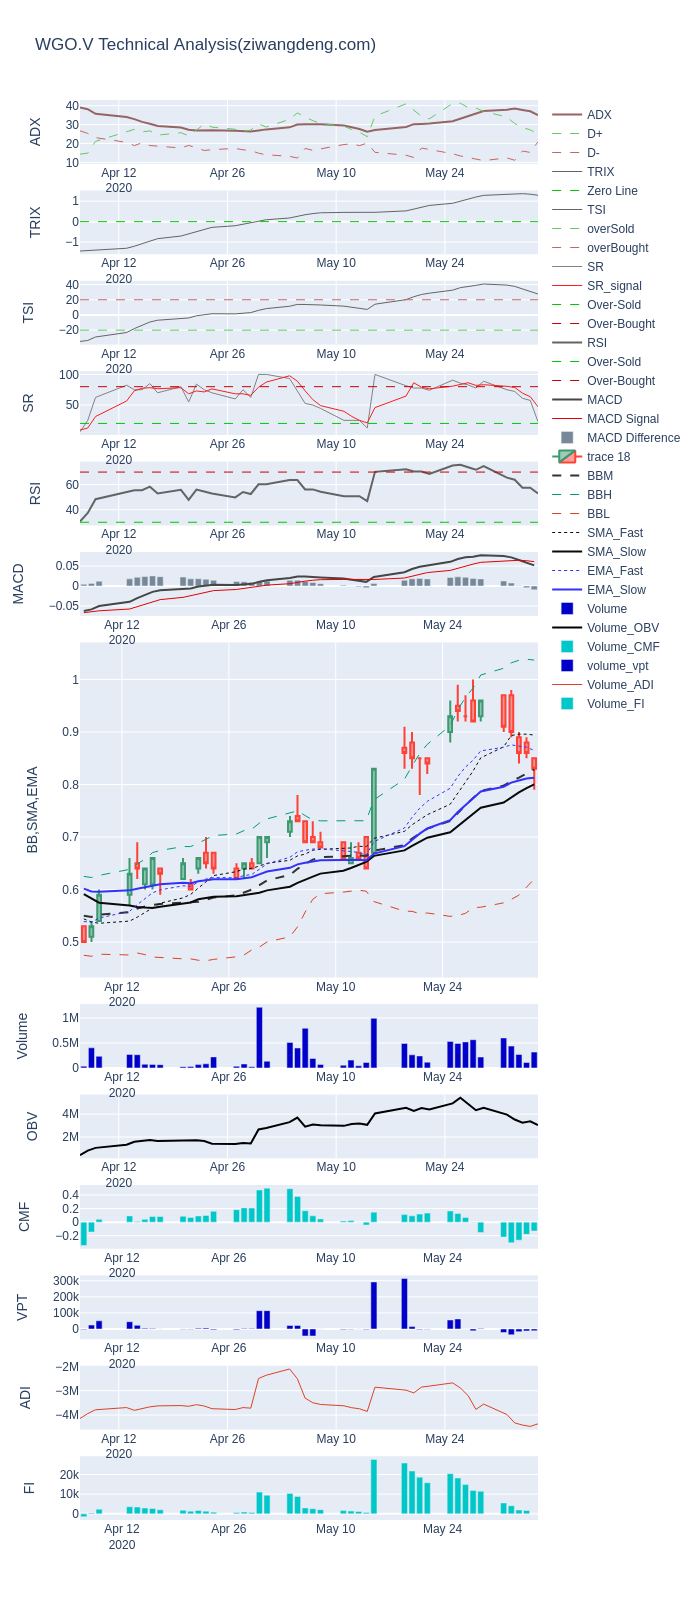 WGO.V Technical Analysis(ziwangdeng.com)
ADX
40
30
20
10
Apr 12
2020
Apr 26
May 10
May 24
TRIX
1
0
−1
Apr 12
2020
Apr 26
May 10
May 24
TSI
40
20
0
−20
Apr 12
2020
Apr 26
May 10
May 24
SR
100
50
Apr 12
2020
Apr 26
May 10
May 24
RSI
60
40
Apr 12
2020
Apr 26
May 10
May 24
MACD
0.05
0
−0.05
Apr 12
2020
Apr 26
May 10
May 24
BB,SMA,EMA
1
0.9
0.8
0.7
0.6
0.5
Apr 12
2020
Apr 26
May 10
May 24
Volume
1M
0.5M
0
Apr 12
2020
Apr 26
May 10
May 24
OBV
4M
2M
Apr 12
2020
Apr 26
May 10
May 24
CMF
0.4
0.2
0
−0.2
Apr 12
2020
Apr 26
May 10
May 24
VPT
300k
200k
100k
0
Apr 12
2020
Apr 26
May 10
May 24
ADI
−2M
−3M
−4M
Apr 12
2020
Apr 26
May 10
May 24
FI
20k
10k
0
Apr 12
2020
Apr 26
May 10
May 24
ADX
D+
D-
TRIX
Zero Line
TSI
overSold
overBought
SR
SR_signal
Over-Sold
Over-Bought
RSI
Over-Sold
Over-Bought
MACD
MACD Signal
MACD Difference
trace 18
BBM
BBH
BBL
SMA_Fast
SMA_Slow
EMA_Fast
EMA_Slow
Volume
Volume_OBV
Volume_CMF
volume_vpt
Volume_ADI
Volume_FI